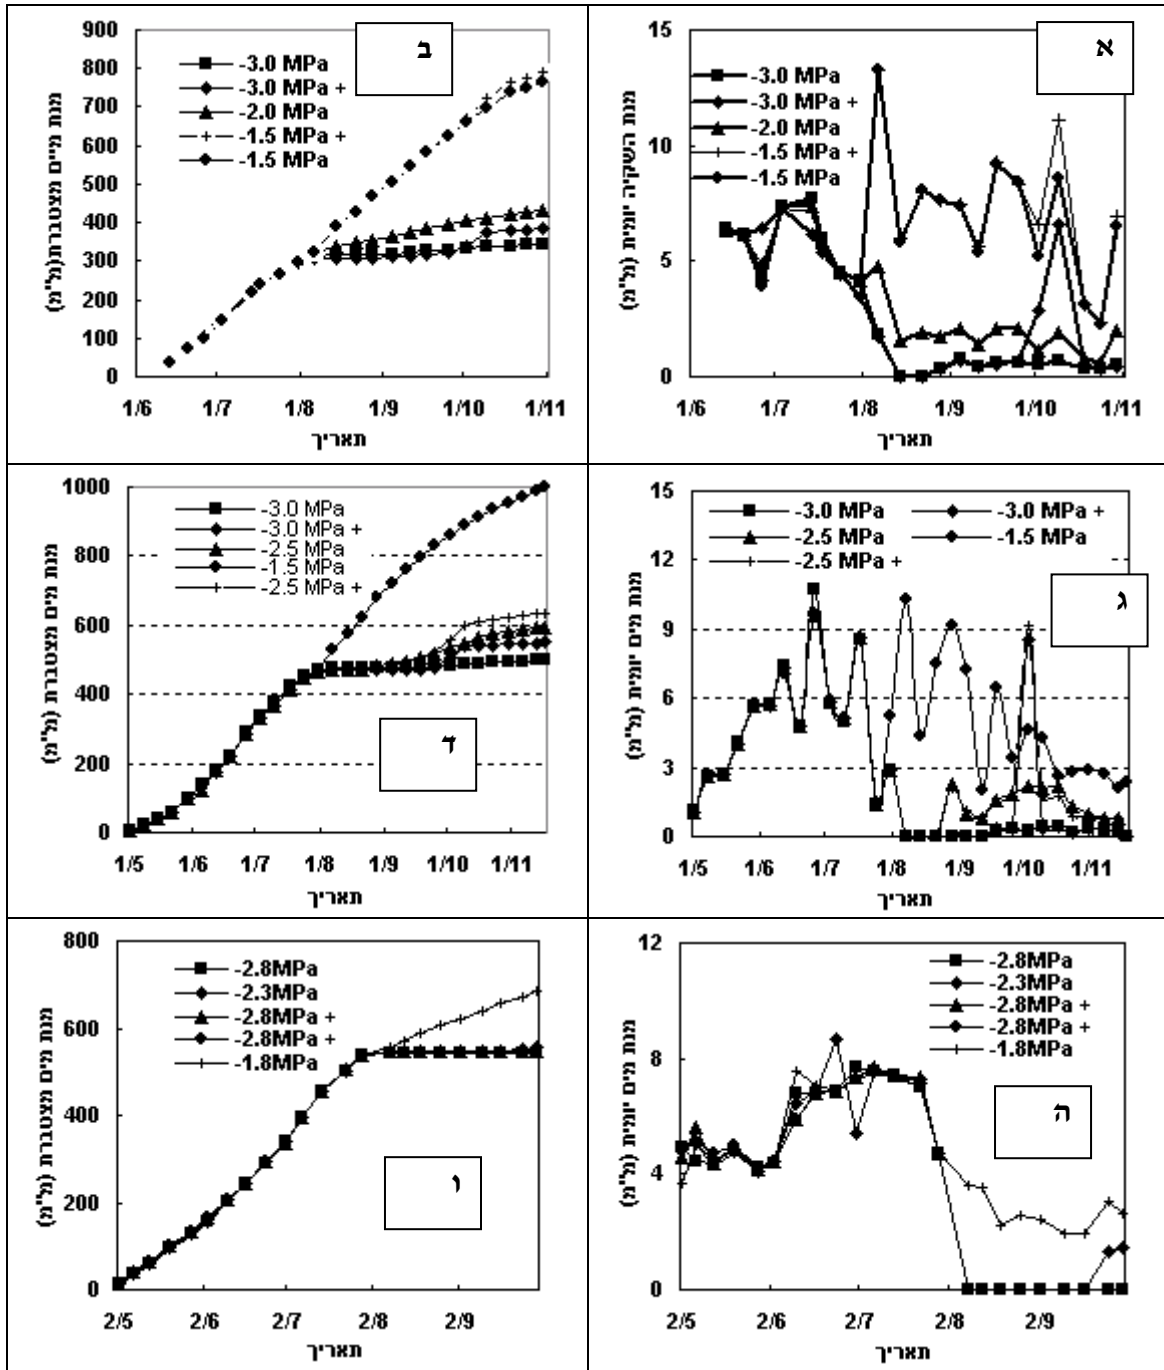 א
מנת השקיה יומית (מ"מ)
15
10
5
0
-3.0 MPa
-3.0 MPa +
-2.0 MPa
-1.5 MPa +
-1.5 MPa
1/6 1/7 1/8 1/9 1/10 1/11
תאריך
ב
מנת מיים מצטברת(מ"מ)
900
800
700
600
500
400
300
200
100
0
-3.0 MPa
-3.0 MPa +
-2.0 MPa
-1.5 MPa +
-1.5 MPa
1/6 1/7 1/8 1/9 1/10 1/11
תאריך
ג
מנת מים יומית (מ"מ)
15
12
9
6
3
0
-3.0 MPa -3.0 MPa +
-2.5 MPa -1.5 MPa
-2.5 MPa +
1/5 1/6 1/7 1/8 1/9 1/10 1/11
תאריך
ד
מנת מים מצטברת (מ"מ)
1000
800
600
400
200
0
-3.0 MPa
-3.0 MPa +
-2.5 MPa
-1.5 MPa
-2.5 MPa +
1/5 1/6 1/7 1/8 1/9 1/10 1/11
תאריך
ה
מנת מים יומית (מ"מ)
12
8
4
0
-2.8MPa
-2.3MPa
-2.8MPa +
-2.8MPa +
-1.8MPa
2/5 2/6 2/7 2/8 2/9
תאריך
ו
מנת מים מצטברת (מ"מ)
800
600
400
200
0
-2.8MPa
-2.3MPa
-2.8MPa +
-2.8MPa +
-1.8MPa
2/5 2/6 2/7 2/8 2/9
תאריך